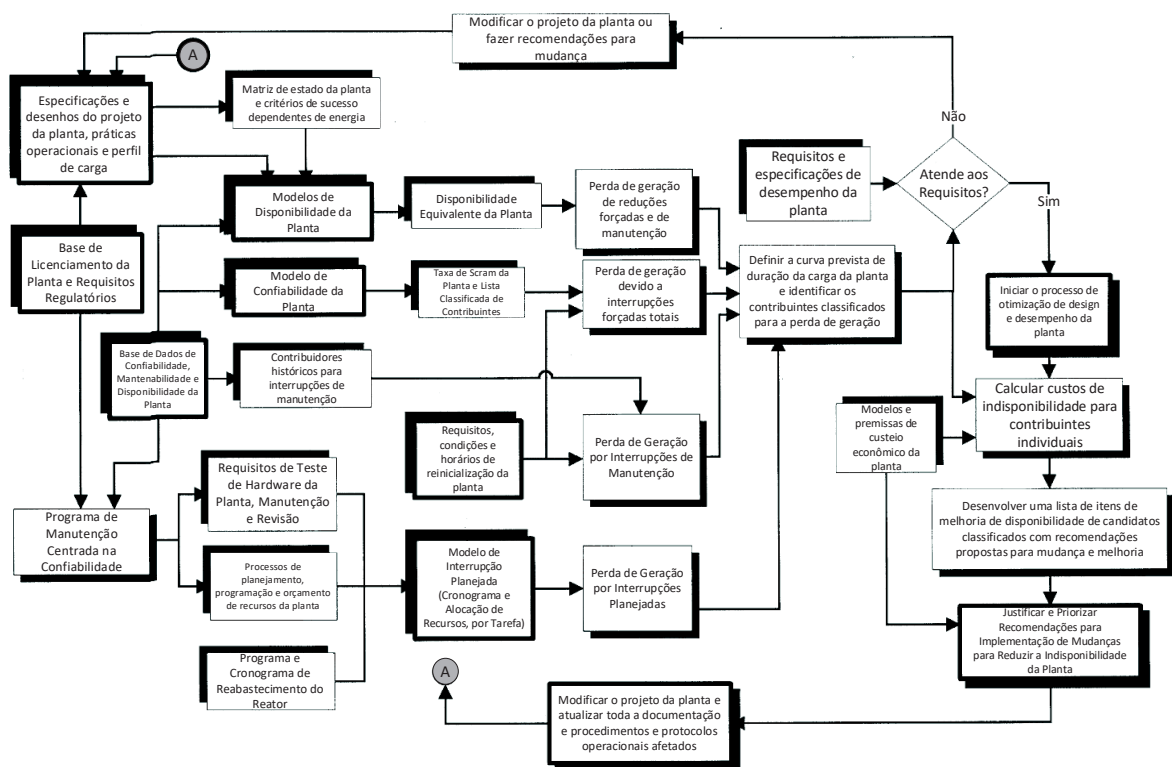 Modificar o projeto da planta ou
fazer recomendações para
mudança
A
Especificações e
desenhos do projeto
da planta, práticas
operacionais e perfil
de carga
Matriz de estado da planta
e critérios de sucesso
dependentes de energia
Não
Requisitos e
especificações de
desempenho da
planta
Atende aos
Requisitos?
Sim
Modelos de
Disponibilidade da
Planta
Disponibilidade
Equivalente da Planta
Perda de geração
de reduções
forçadas e de
manutenção
Base de
Licenciamento da
Planta e Requisitos
Regulatórios
Modelo de
Confiabilidade da
Planta
Taxa de Scram da
Planta e Lista
Classificada de
Contribuintes
Perda de geração
devido a
interrupções
forçadas totais
Definir a curva prevista de
duração da carga da planta
e identificar os
contribuintes classificados
para a perda de geração
Iniciar o processo de
otimização de design
e desempenho da
planta
Base de Dados de
Confiabilidade,
Mantenabilidade e
Disponibilidade da
Planta
Contribuidores
históricos para
interrupções de
manutenção
Calcular custos de
indisponibilidade para
contribuintes
individuais
Requisitos,
condições e
horários de
reinicialização da
planta
Perda de Geração
por Interrupções de
Manutenção
Modelos e
premissas de
custeio
econômico da
planta
Requisitos de Teste
de Hardware da
Planta, Manutenção
e Revisão
Programa de
Manutenção
Centrada na
Confiabilidade
Desenvolver uma lista de itens de
melhoria de disponibilidade de candidatos
classificados com recomendações
propostas para mudança e melhoria
Processos de
planejamento,
programação e orçamento
de recursos da planta
Modelo de
Interrupção
Planejada
(Cronograma e
Alocação de
Recursos, por Tarefa)
Perda de Geração
por Interrupções
Planejadas
Justificar e Priorizar
Recomendações para
Implementação de Mudanças
para Reduzir a Indisponibilidade
da Planta
Programa e
Cronograma de
Reabastecimento do
Reator
A
Modificar o projeto da planta e
atualizar toda a documentação
e procedimentos e protocolos
operacionais afetados